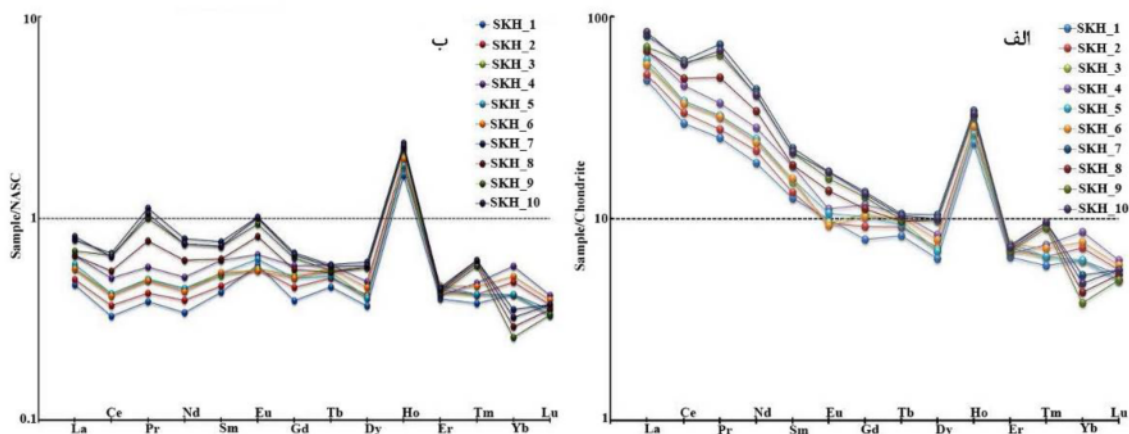 10
ب
SKH_1
SKH_2
SKH_3
SKH_4
SKH_5
SKH_6
SKH_7
SKH_8
SKH_9
SKH_10
Sample/NASC
1
0.1
La Ce Pr Nd Sm Eu Gd Tb Dy Ho Er Tm Yb Lu
100
الف
SKH_1
SKH_2
SKH_3
SKH_4
SKH_5
SKH_6
SKH_7
SKH_8
SKH_9
SKH_10
Sample/Chondrite
10
1
La Ce Pr Nd Sm Eu Gd Tb Dy Ho Er Tm Yb Lu